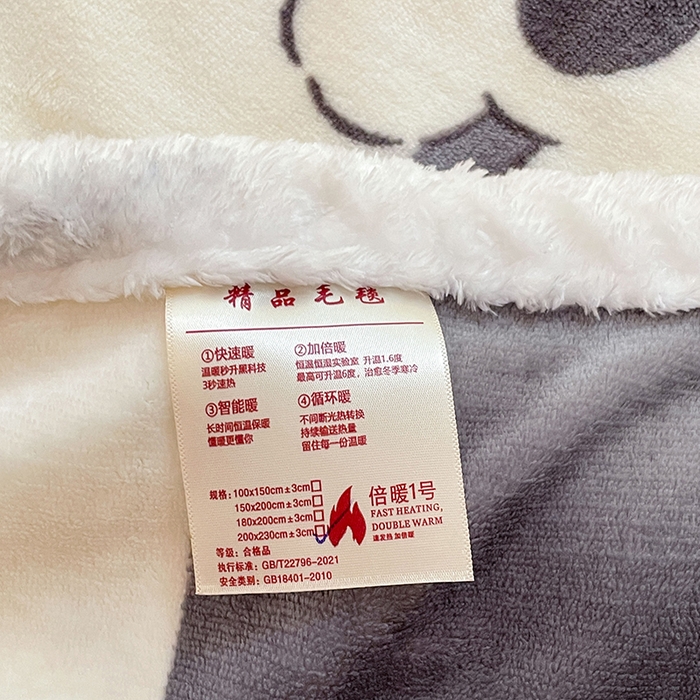 精品毛毯
①快速暖
温暖秒升黑科技
3秒速热
②加倍暖
恒温恒湿实验室 升温1.6度
最高可升温6度，治愈冬季寒冷
③智能暖
长时间恒温保暖
懂暖更懂你
④循环暖
不间断光热转换
持续输送热量
留住每一份温暖
规格：100x150cm±3cm
150x200cm±3cm
180x200cm±3cm
200x230cm±3cm
倍暖1号
FAST HEATING,
DOUBLE WARM
速发热 加倍暖
等级：合格品
执行标准：GB/T22796-2021
安全类别：GB18401-2010